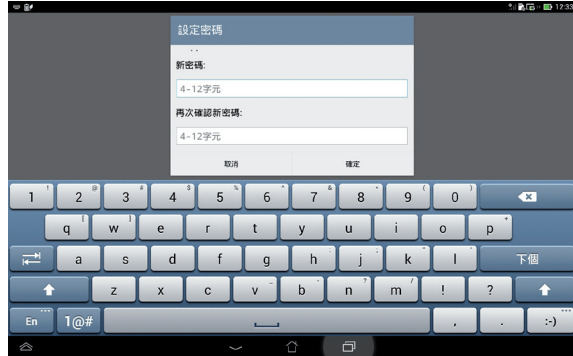 12:33
設定密碼
新密碼:
4-12字元
再次確認新密碼:
4-12字元
取消 確定
1 2 3 4 5 6 7 8 9 0
q w e r t y u i o p
a s d f g h j k l 下個
z x c v b n m ! ?
En 1@# , . :-)